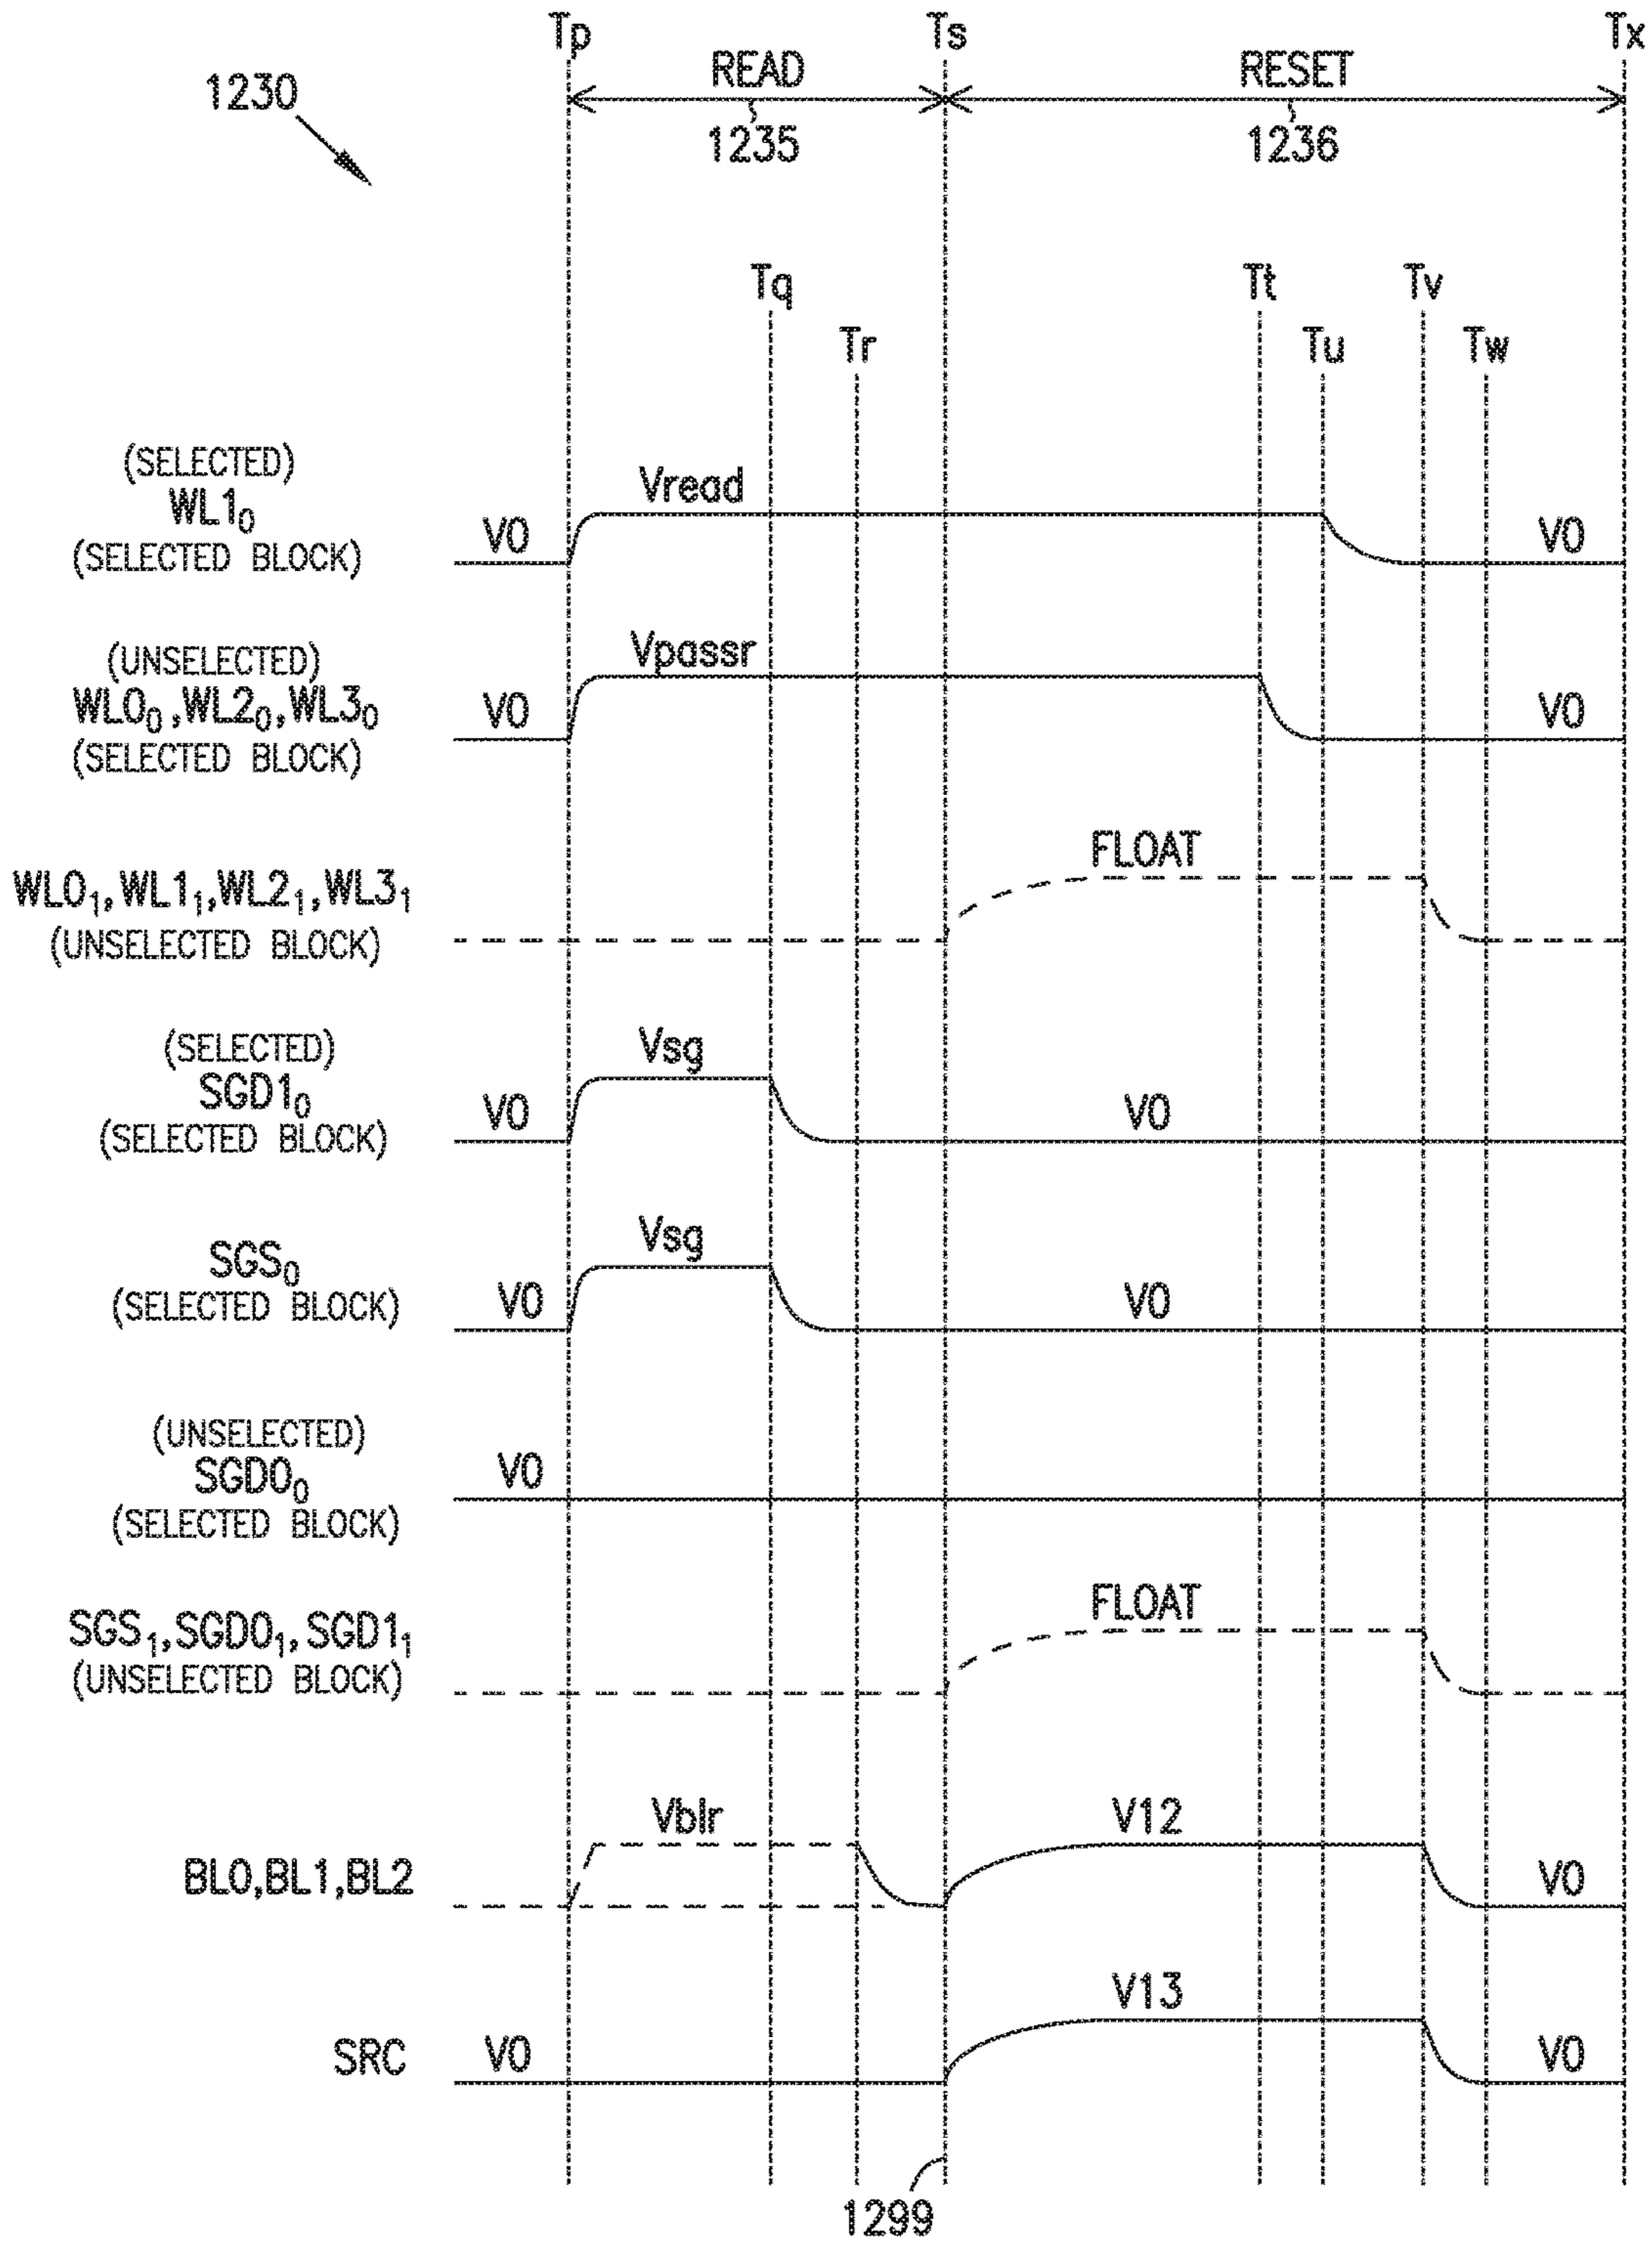 Tp Ts Tx
READ RESET
1230
1235 1236
Tq Tt Tv
Tr Tu Tw
(SELECTED)
WL1₀
(SELECTED BLOCK)
V0 Vread V0
(UNSELECTED)
WL0₀, WL2₀, WL3₀
(SELECTED BLOCK)
V0 Vpassr V0
WL0₁, WL1₁, WL2₁, WL3₁
(UNSELECTED BLOCK)
FLOAT
(SELECTED)
SGD1₀
(SELECTED BLOCK)
V0 Vsg V0
SGS₀
(SELECTED BLOCK)
V0 Vsg V0
(UNSELECTED)
SGD0₀
(SELECTED BLOCK)
V0
SGS₁, SGD0₁, SGD1₁
(UNSELECTED BLOCK)
FLOAT
BL0,BL1,BL2
Vblr V12 V0
SRC
V0 V13 V0
1299